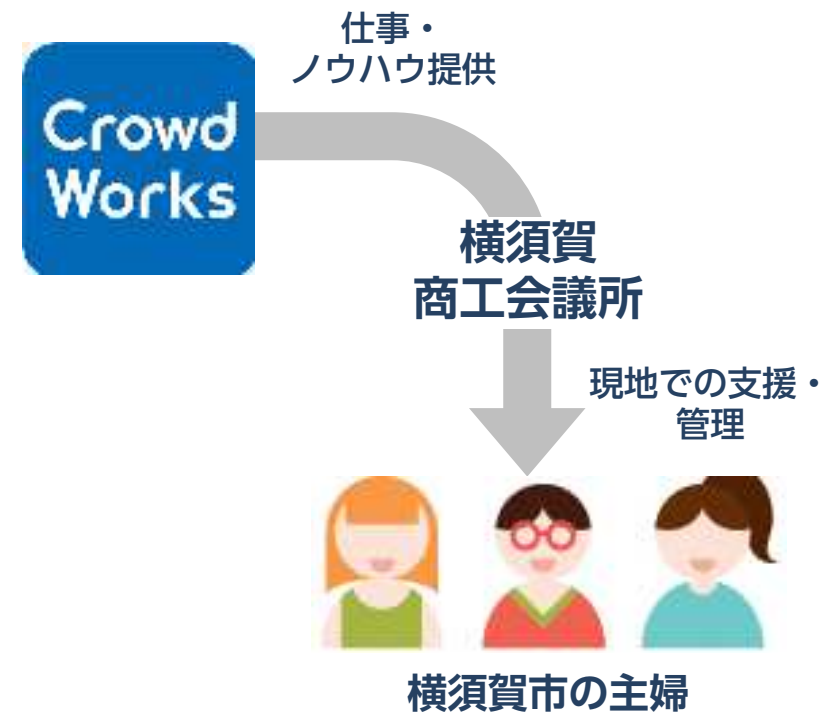 仕事・
ノウハウ提供
Crowd
Works
横須賀
商工会議所
現地での支援・
管理
横須賀市の主婦